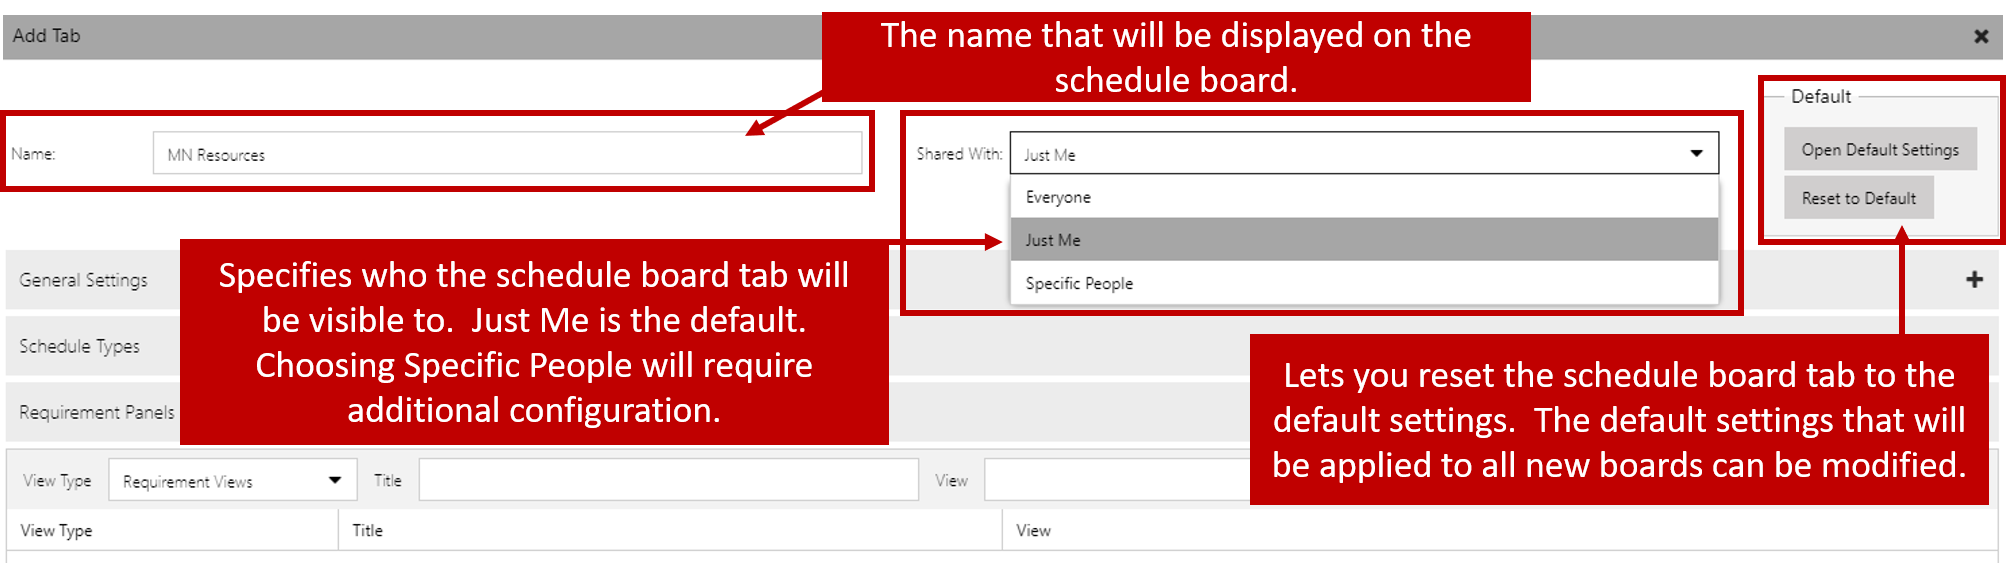 Add Tab
The name that will be displayed on the
schedule board.
Default
Name:
MN Resources
Shared With:
Just Me
Open Default Settings
Everyone
Reset to Default
Just Me
Specific People
General Settings
Specifies who the schedule board tab will
be visible to.  Just Me is the default.
Choosing Specific People will require
additional configuration.
Schedule Types
Requirement Panels
Lets you reset the schedule board tab to the
default settings.  The default settings that will
be applied to all new boards can be modified.
View Type
Requirement Views
Title
View
View Type
Title
View